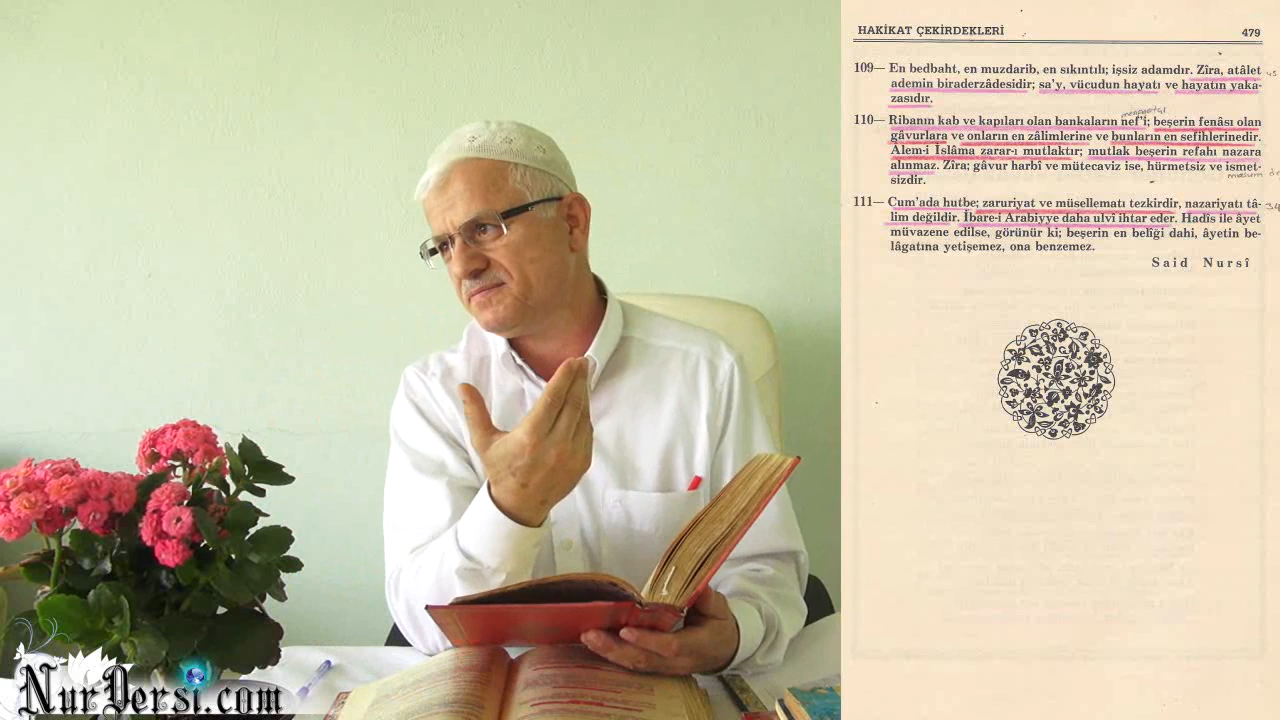 HAKİKAT ÇEKİRDEKLERİ 479
109— En bedbaht, en muzdarib, en sıkıntılı; işsiz adamdır. Zîra, atâlet
ademin biraderzâdesidir; sa'y, vücudun hayatı ve hayatın yaka-
zasıdır.
110— Ribanın kab ve kapıları olan bankaların nef'i; beşerin fenâsı olan
gâvurlara ve onların en zâlimlerine ve bunların en sefihlerinedir.
Âlem-i İslâma zarar-ı mutlaktır; mutlak beşerin refahı nazara
alınmaz. Zîra; gâvur harbî ve mütecaviz ise, hürmetsiz ve ismet-
sizdir.
111— Cum'ada hutbe; zaruriyat ve müsellematı tezkirdir, nazariyatı tâ-
lim değildir. İbare-i Arabiyye daha ulvî ihtar eder. Hadîs ile âyet
müvazene edilse, görünür ki; beşerin en belîği dahi, âyetin be-
lâgatına yetişemez, ona benzemez.
Said Nursî
NurDersi.com